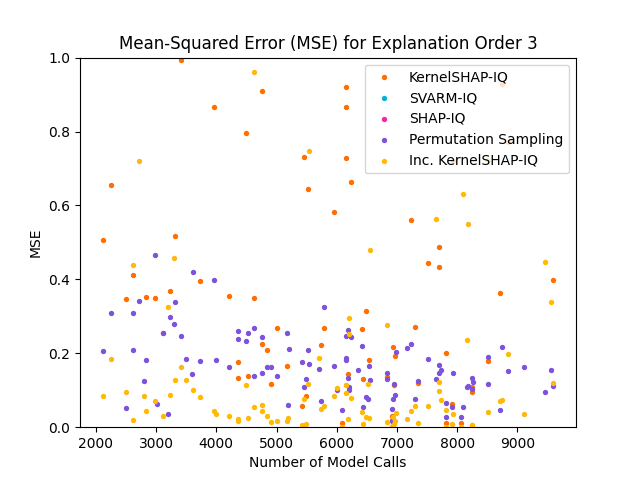 Mean-Squared Error (MSE) for Explanation Order 3
1.0
0.8
0.6
0.4
0.2
0.0
MSE
KernelSHAP-IQ
SVARM-IQ
SHAP-IQ
Permutation Sampling
Inc. KernelSHAP-IQ
2000 3000 4000 5000 6000 7000 8000 9000
Number of Model Calls